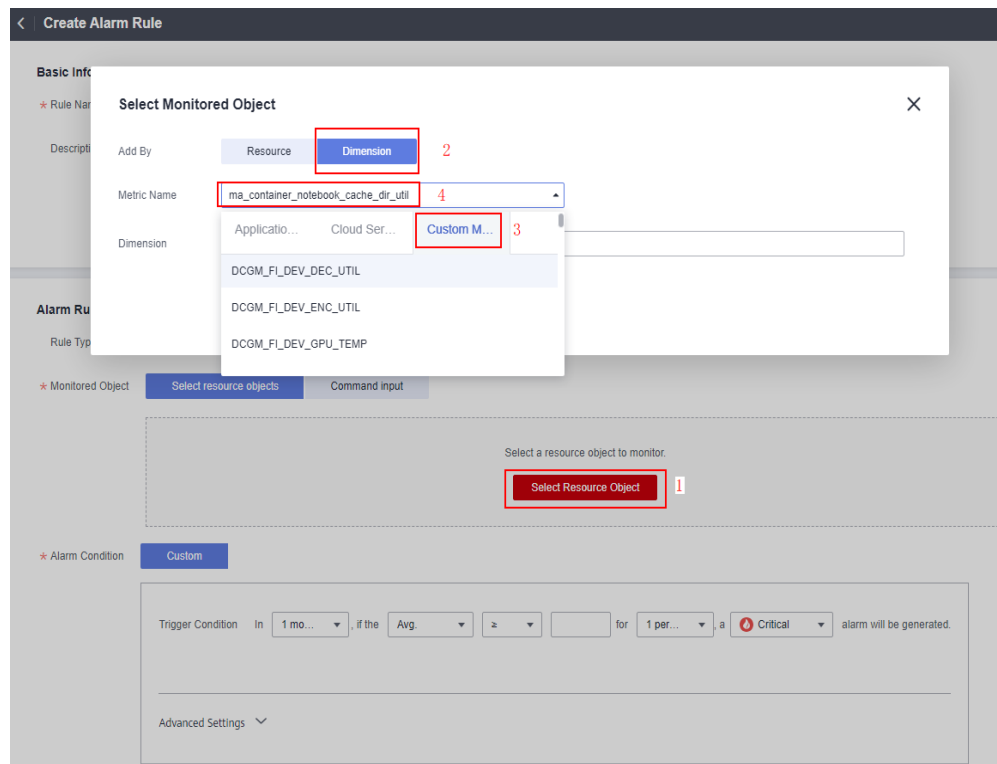 Create Alarm Rule
Basic Info
* Rule Nar
Descripti
Select Monitored Object
Add By Resource Dimension 2
Metric Name ma_container_notebook_cache_dir_util 4
Applicatio... Cloud Ser... Custom M... 3
Dimension
DCGM_FI_DEV_DEC_UTIL
DCGM_FI_DEV_ENC_UTIL
DCGM_FI_DEV_GPU_TEMP
Alarm Ru
Rule Typ
* Monitored Object Select resource objects Command input
Select a resource object to monitor.
Select Resource Object 1
* Alarm Condition Custom
Trigger Condition In 1 mo... , if the Avg. ≥ for 1 per... , a Critical alarm will be generated.
Advanced Settings